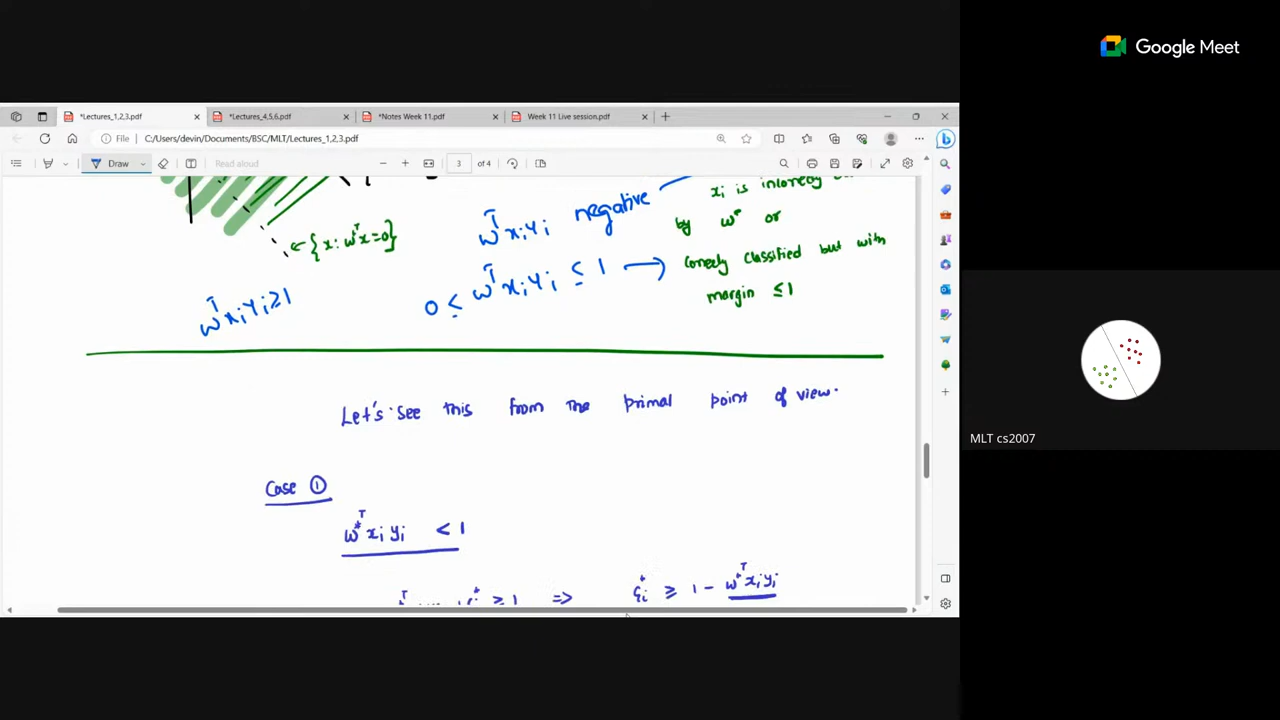 Google Meet
*Lectures_1,2,3.pdf
*Lectures_4,5,6.pdf
*Notes Week 11.pdf
Week 11 Live session.pdf
File
C:/Users/devin/Documents/BSC/MLT/Lectures_1,2,3.pdf
Draw
Read aloud
3 of 4
xi is
wᵀxiyi negative
by w* or
←{x: w*ᵀx=0}
correctly classified but with
0 ≤ wᵀxiyi ≤ 1 →
margin ≤1
wᵀxiyi≥1
Let's see this from the primal point of view.
Case ①
w*ᵀxiyi < 1
≥ 1 ⇒ ξi* ≥ 1 - w*ᵀxiyi
MLT cs2007